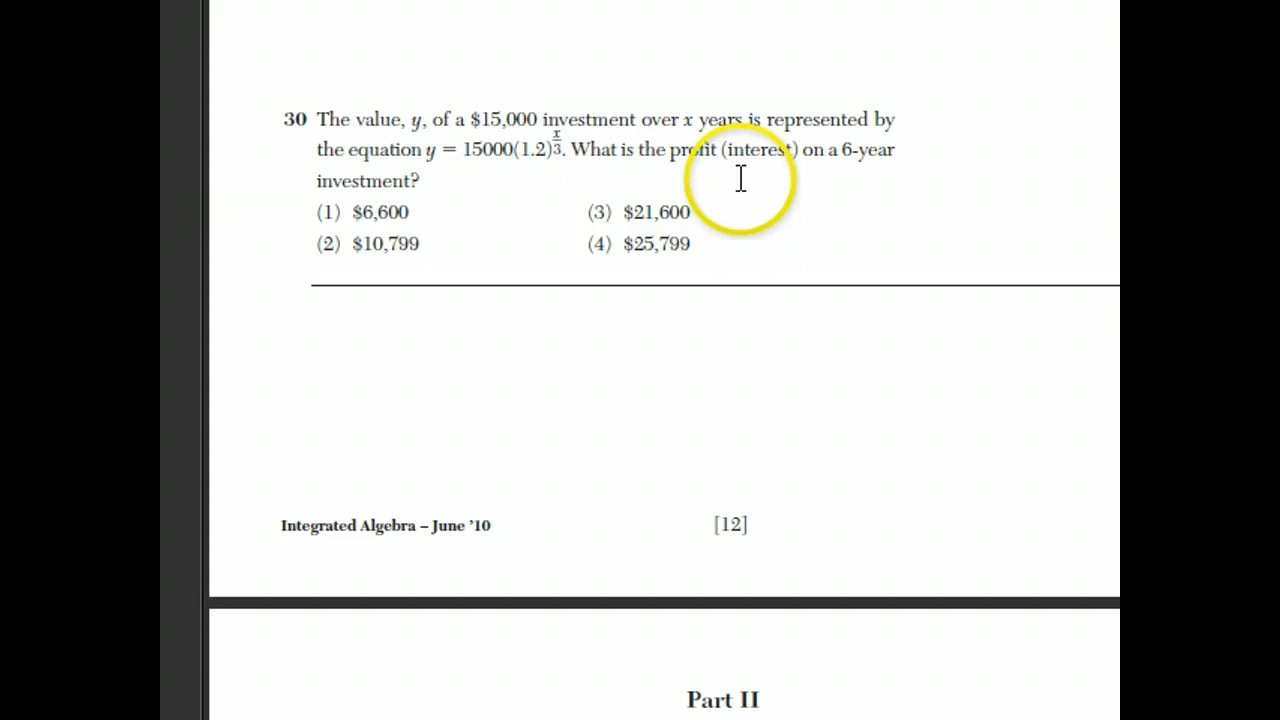 30 The value, y, of a $15,000 investment over x years is represented by
the equation y = 15000(1.2)^(x/3). What is the profit (interest) on a 6-year
investment?
(1) $6,600 (3) $21,600
(2) $10,799 (4) $25,799
Integrated Algebra – June ’10 [12]
Part II